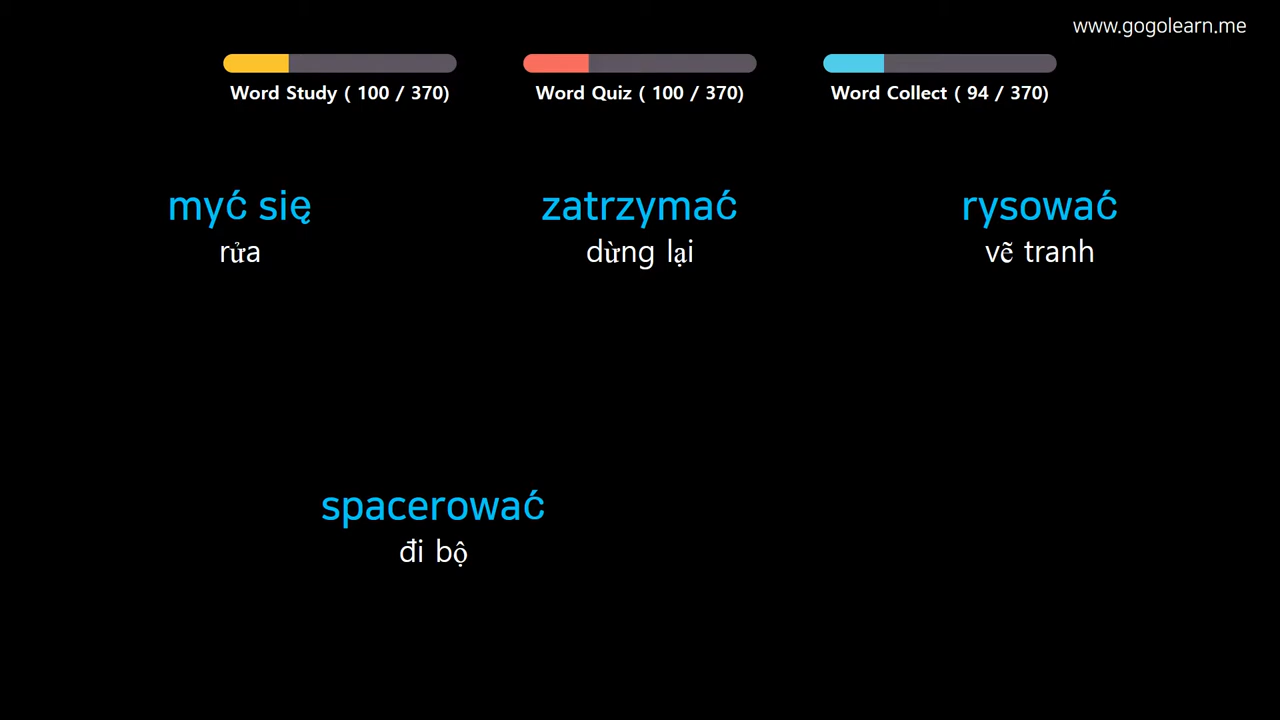 www.gogolearn.me
Word Study ( 100 / 370)
Word Quiz ( 100 / 370)
Word Collect ( 94 / 370)
myć się
rửa
zatrzymać
dừng lại
rysować
vẽ tranh
spacerować
đi bộ